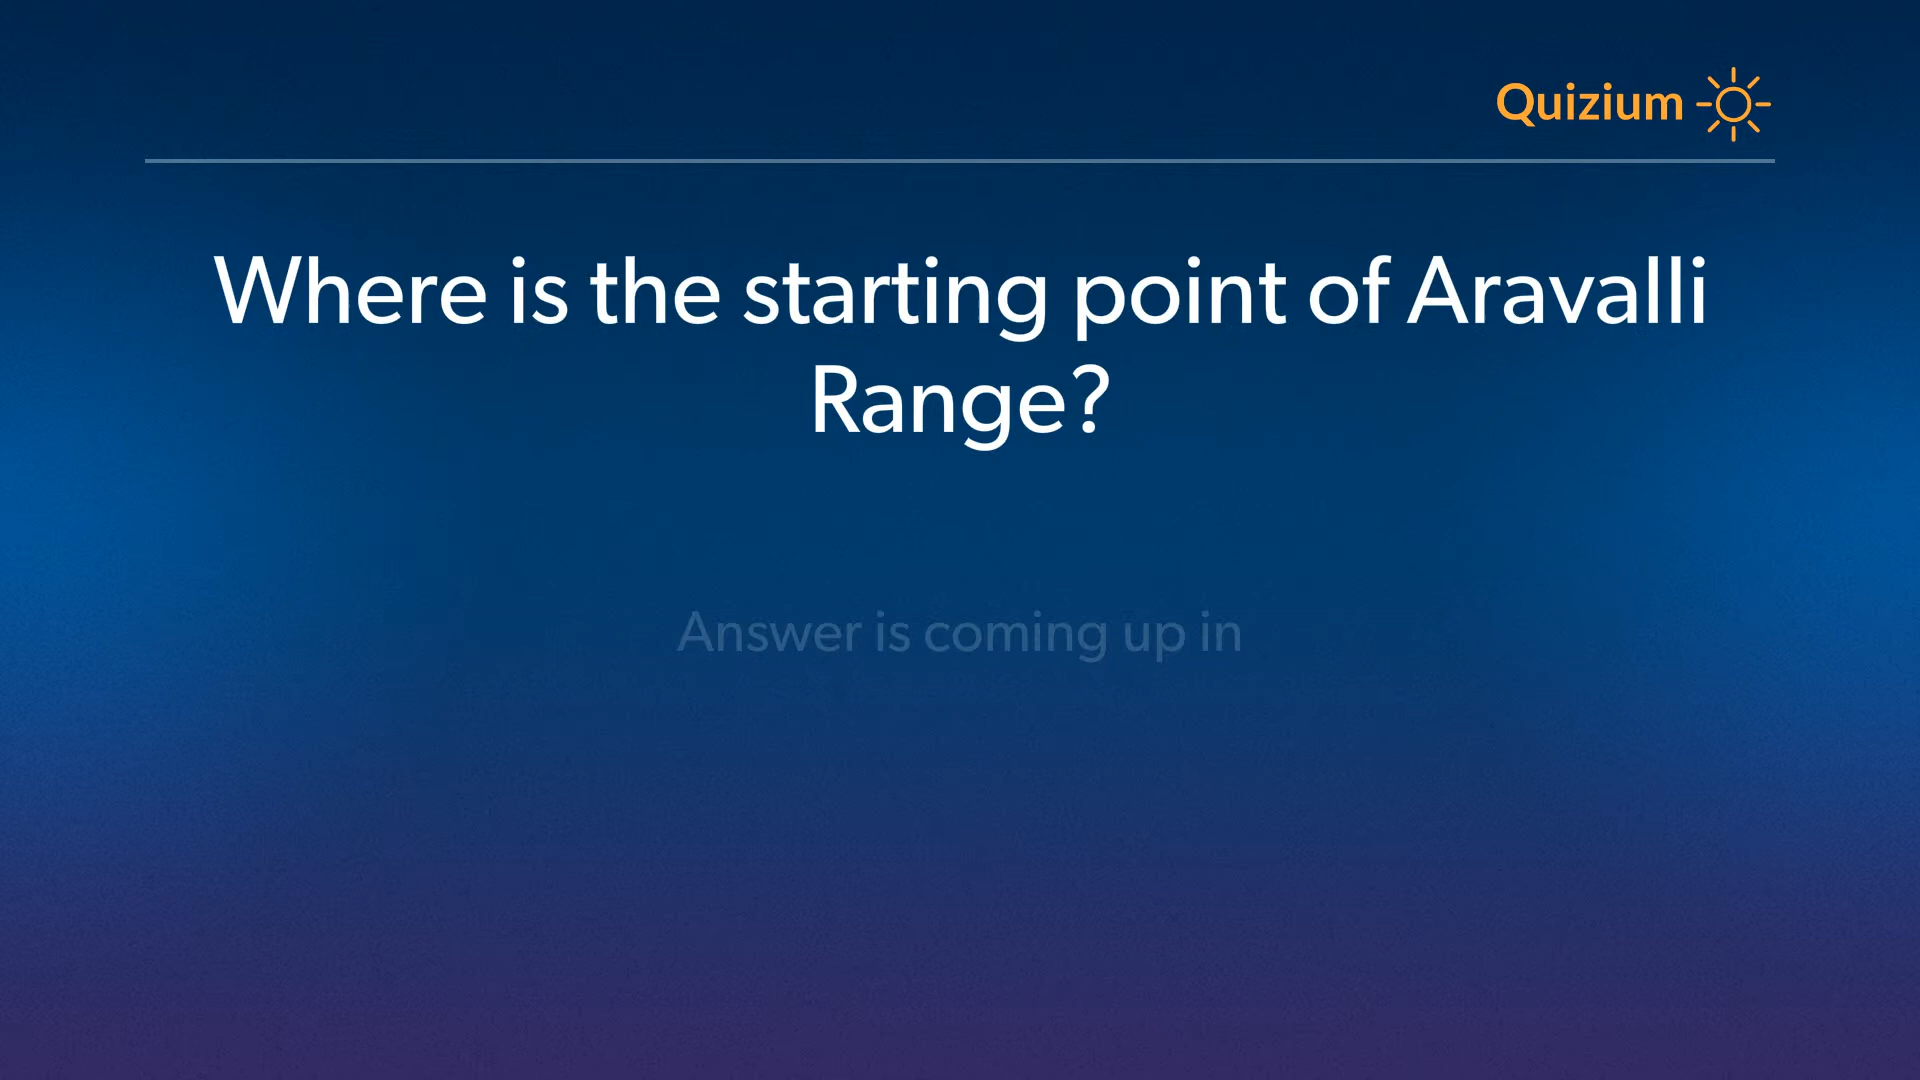 Quizium
Where is the starting point of Aravalli
Range?
Answer is coming up in